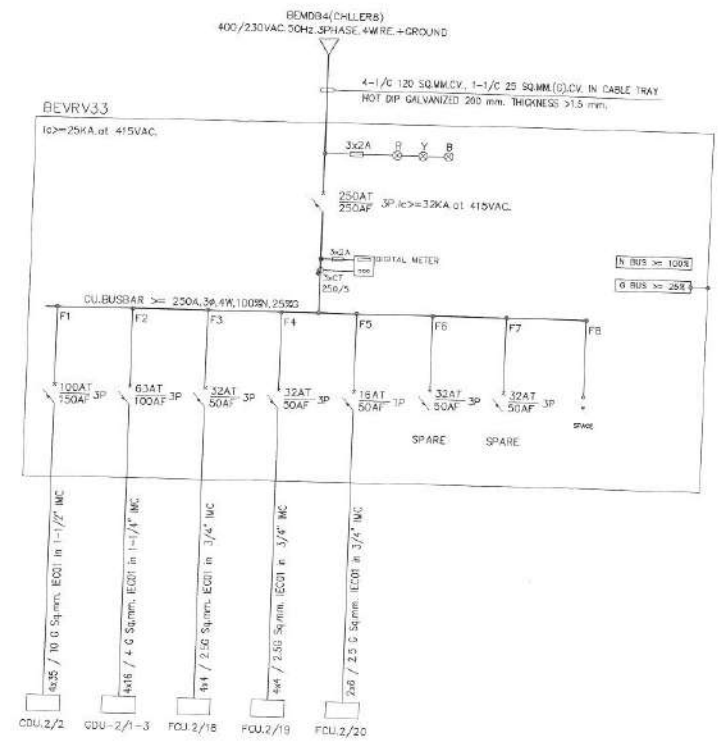 BEMDB4(CHLLER8)
400/230VAC.50Hz.3PHASE.4WIRE.+GROUND
4-1/C 120 SQ.MM.CV., 1-1/C 25 SQ.MM.(G).CV. IN CABLE TRAY
HOT DIP GALVANIZED 200 mm. THICKNESS >1.5 mm.
BEVRV33
Ic>=25KA.at 415VAC.
3x2A R Y B
250AT
250AF 3P.Ic>=32KA.at 415VAC.
3x2A
DIGITAL METER
3xCT
250/5
N BUS >= 100%
G BUS >= 25%
CU.BUSBAR >= 250A,3ø,4W,100%N,25%G
F1 F2 F3 F4 F5 F6 F7 F8
100AT
150AF 3P
63AT
100AF 3P
32AT
50AF 3P
32AT
50AF 3P
16AT
50AF 3P
32AT
50AF 3P
32AT
50AF 3P
SPARE SPARE
SPACE
4x35 / 10 G Sq.mm. IEC01 in 1-1/2" IMC
4x16 / 4 G Sq.mm. IEC01 in 1-1/4" IMC
4x4 / 2.5G Sq.mm. IEC01 in 3/4" IMC
4x4 / 2.5G Sq.mm. IEC01 in 3/4" IMC
2x6 / 2.5 G Sq.mm. IEC01 in 3/4" IMC
CDU.2/2 CDU-2/1-3 FCU.2/18 FCU.2/19 FCU.2/20